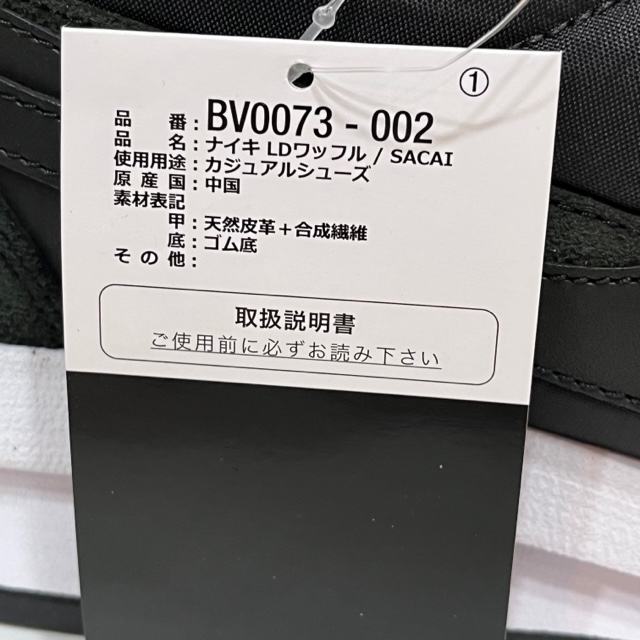 ①
品番：BV0073 - 002
品名：ナイキ LDワッフル / SACAI
使用用途：カジュアルシューズ
原産国：中国
素材表記
甲：天然皮革＋合成繊維
底：ゴム底
その他：
取扱説明書
ご使用前に必ずお読み下さい